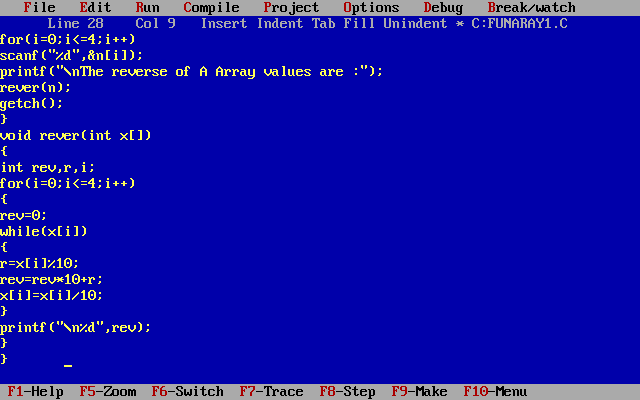 File Edit Run Compile Project Options Debug Break/watch
Line 28 Col 9 Insert Indent Tab Fill Unindent * C:FUNARAY1.C
for(i=0;i<=4;i++)
scanf("%d",&n[i]);
printf("\nThe reverse of A Array values are :");
rever(n);
getch();
}
void rever(int x[])
{
int rev,r,i;
for(i=0;i<=4;i++)
{
rev=0;
while(x[i])
{
r=x[i]%10;
rev=rev*10+r;
x[i]=x[i]/10;
}
printf("\n%d",rev);
}
}
F1-Help F5-Zoom F6-Switch F7-Trace F8-Step F9-Make F10-Menu